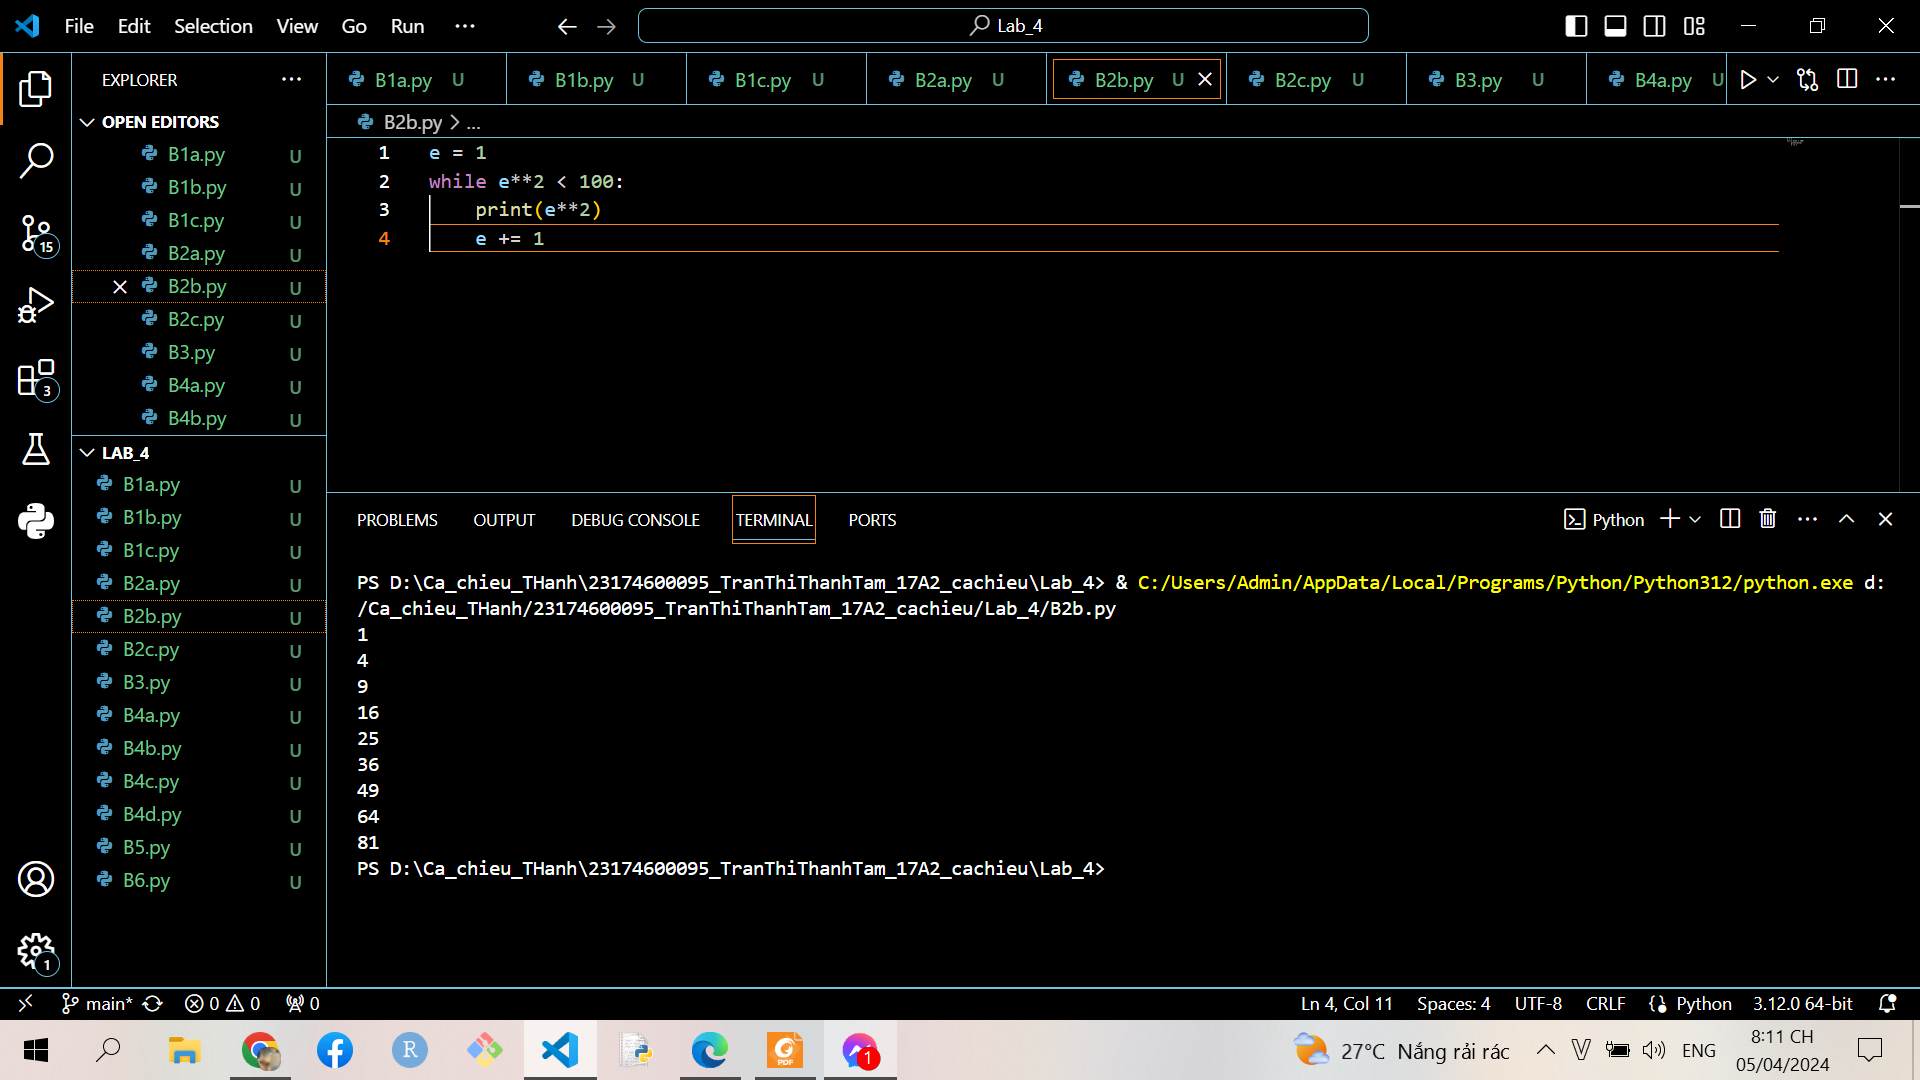 File Edit Selection View Go Run ··· Lab_4
EXPLORER ···
OPEN EDITORS
B1a.py U
B1b.py U
B1c.py U
B2a.py U
B2b.py U
B2c.py U
B3.py U
B4a.py U
B4b.py U
LAB_4
B1a.py U
B1b.py U
B1c.py U
B2a.py U
B2b.py U
B2c.py U
B3.py U
B4a.py U
B4b.py U
B4c.py U
B4d.py U
B5.py U
B6.py U
15
3
1
B1a.py U B1b.py U B1c.py U B2a.py U B2b.py U B2c.py U B3.py U B4a.py U
B2b.py > ...
1 e = 1
2 while e**2 < 100:
3     print(e**2)
4     e += 1
PROBLEMS OUTPUT DEBUG CONSOLE TERMINAL PORTS Python
PS D:\Ca_chieu_THanh\23174600095_TranThiThanhTam_17A2_cachieu\Lab_4> & C:/Users/Admin/AppData/Local/Programs/Python/Python312/python.exe d:
/Ca_chieu_THanh/23174600095_TranThiThanhTam_17A2_cachieu/Lab_4/B2b.py
1
4
9
16
25
36
49
64
81
PS D:\Ca_chieu_THanh\23174600095_TranThiThanhTam_17A2_cachieu\Lab_4>
main* 0 0 0 Ln 4, Col 11 Spaces: 4 UTF-8 CRLF {} Python 3.12.0 64-bit
R PDF 1 27°C Nắng rải rác V ENG 8:11 CH
05/04/2024